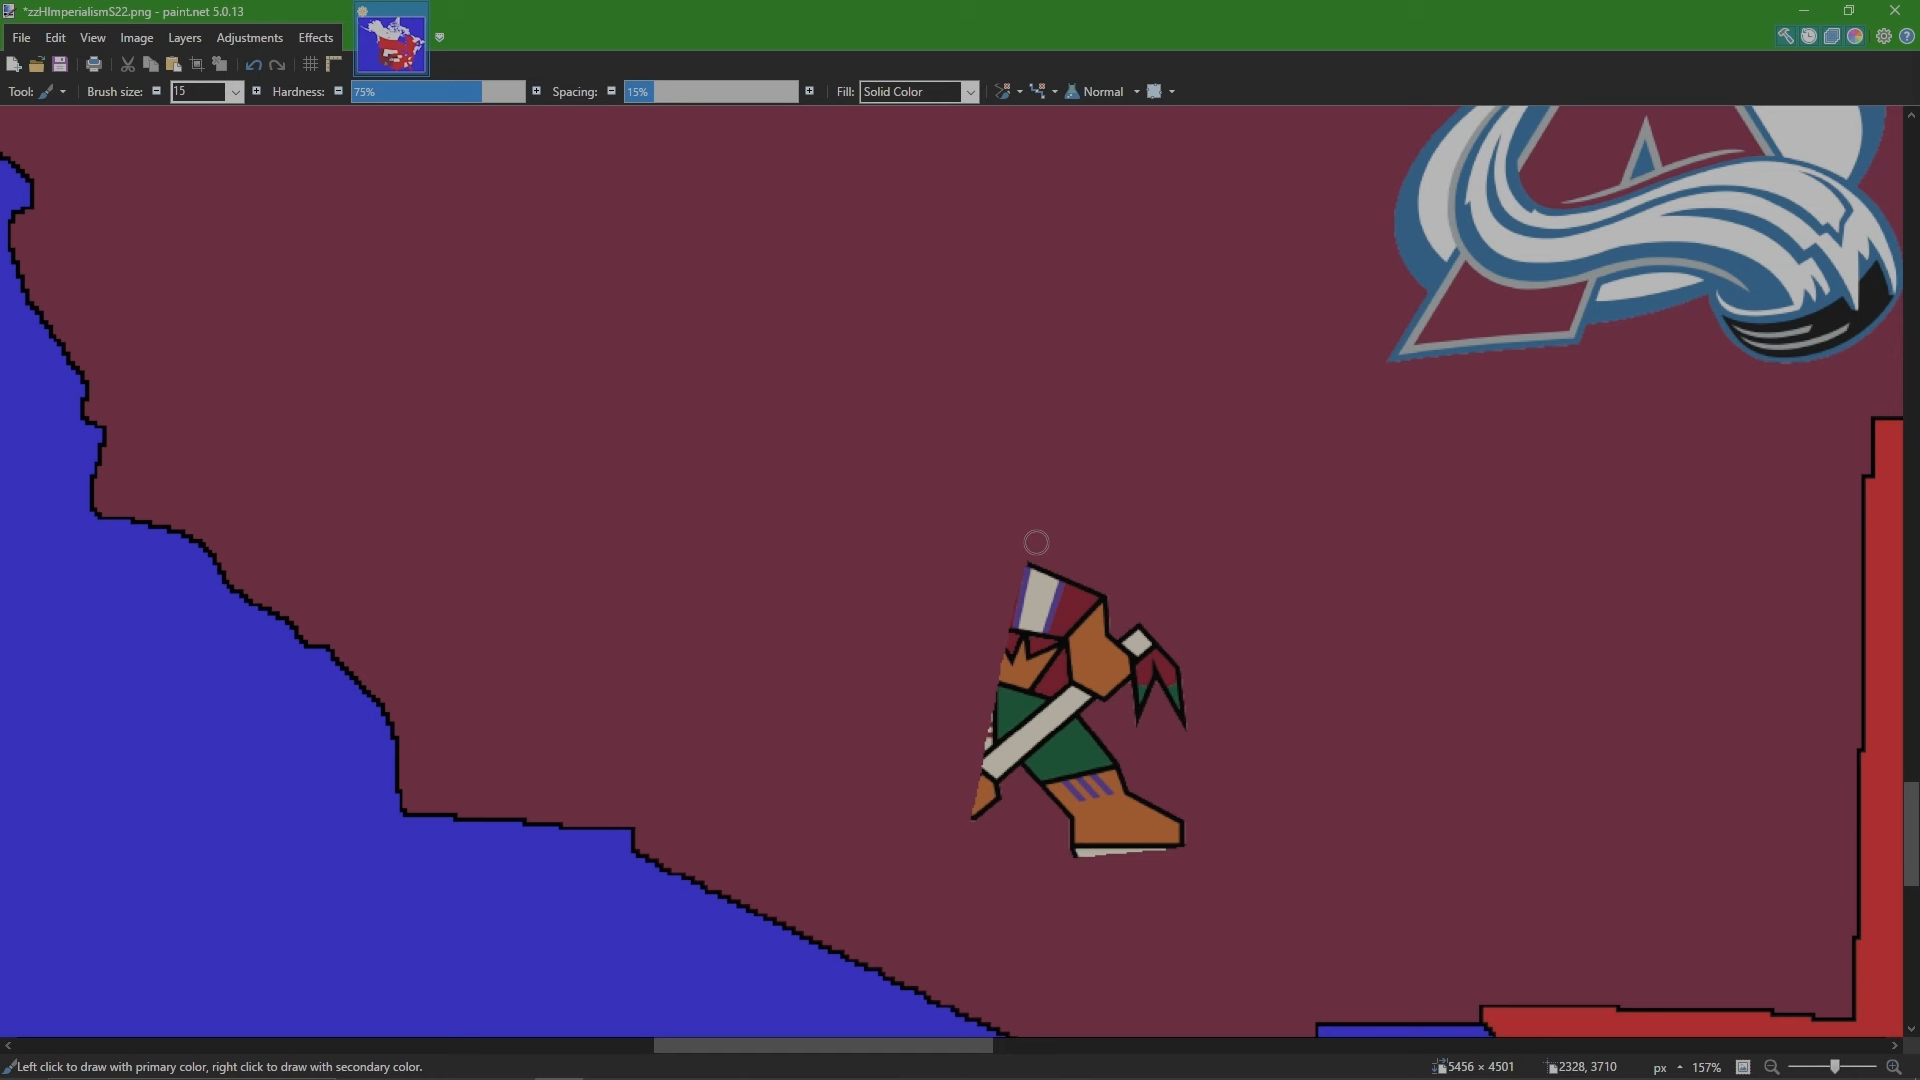 *zzHImperialismS22.png - paint.net 5.0.13
File Edit View Image Layers Adjustments Effects
Tool: Brush size: 15 Hardness: 75% Spacing: 15% Fill: Solid Color Normal
Left click to draw with primary color, right click to draw with secondary color. 5456 × 4501 2328, 3710 px 157%